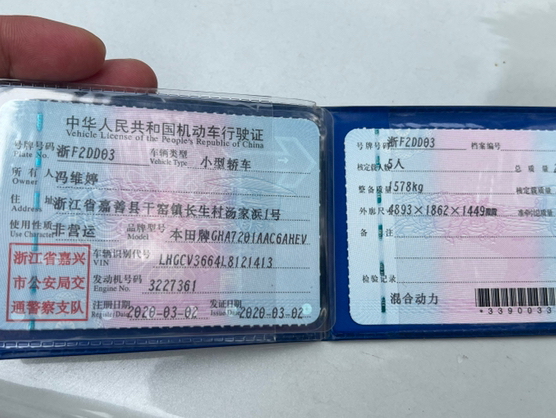 中华人民共和国机动车行驶证
Vehicle License of the People's Republic of China
号牌号码 浙F2DD03 车辆类型 小型轿车
Plate No. Vehicle Type
所有人 冯维婷
Owner
住址 浙江省嘉善县干窑镇长生村汤家浜1号
Address
使用性质 非营运 品牌型号 本田牌GHA7201AAC6AHEV
Use Character Model
浙江省嘉兴
市公安局交
通警察支队
车辆识别代号 LHGCV3664L8121413
VIN
发动机号码 3227361
Engine No.
注册日期 2020-03-02 发证日期 2020-03-02
Register Date Issue Date
号牌号码 浙F2DD03 档案编号
核定载人数 5人 总质量
整备质量 1578kg 核定载质量
外廓尺寸 4893×1862×1449
备注
检验记录
混合动力
*3390033